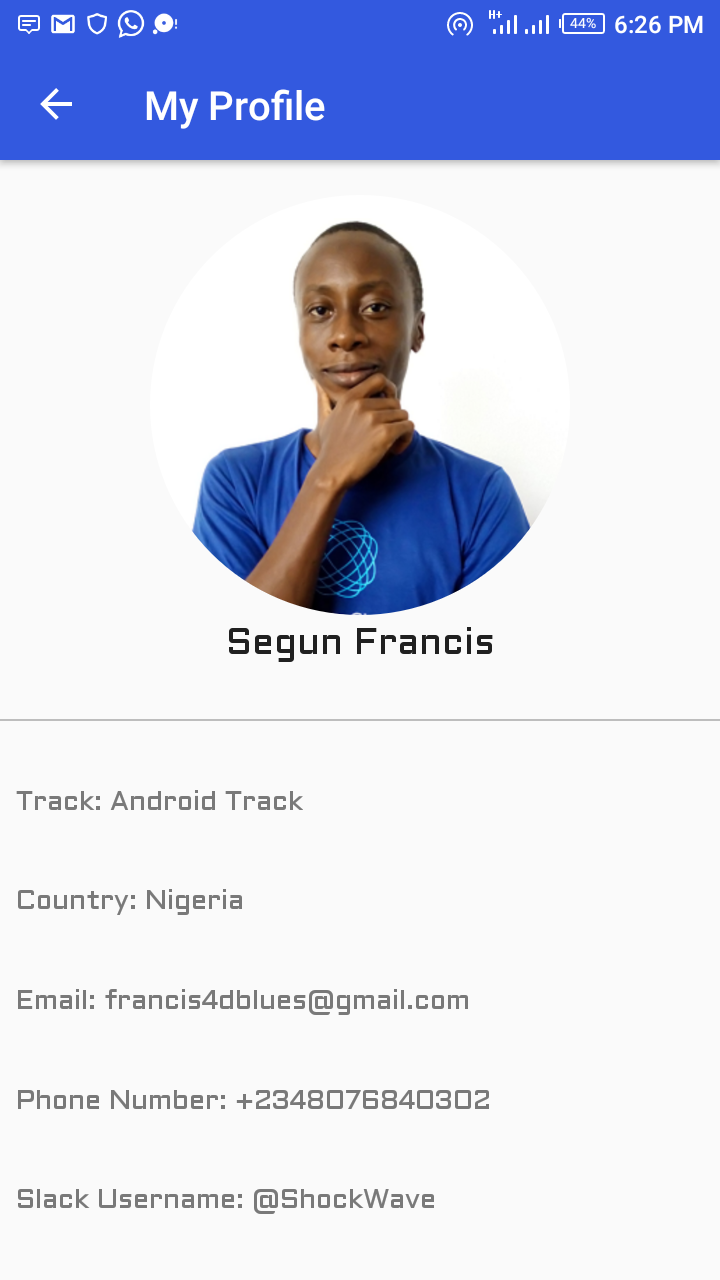 H+
44%
6:26 PM
My Profile
Segun Francis
Track: Android Track
Country: Nigeria
Email: francis4dblues@gmail.com
Phone Number: +2348076840302
Slack Username: @ShockWave